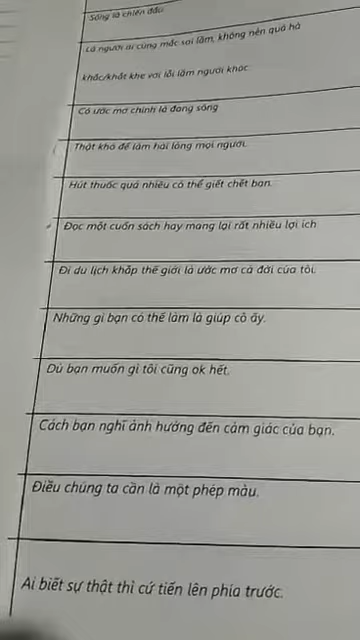 Sống là chiến đấu
Là người ai cũng mắc sai lầm, không nên quá hà
khắc/khắt khe với lỗi lầm người khác
Có ước mơ chính là đang sống
Thật khó để làm hài lòng mọi người.
Hút thuốc quá nhiều có thể giết chết bạn.
Đọc một cuốn sách hay mang lại rất nhiều lợi ích
Đi du lịch khắp thế giới là ước mơ cả đời của tôi.
Những gì bạn có thể làm là giúp cô ấy.
Dù bạn muốn gì tôi cũng ok hết.
Cách bạn nghĩ ảnh hưởng đến cảm giác của bạn.
Điều chúng ta cần là một phép màu.
Ai biết sự thật thì cứ tiến lên phía trước.